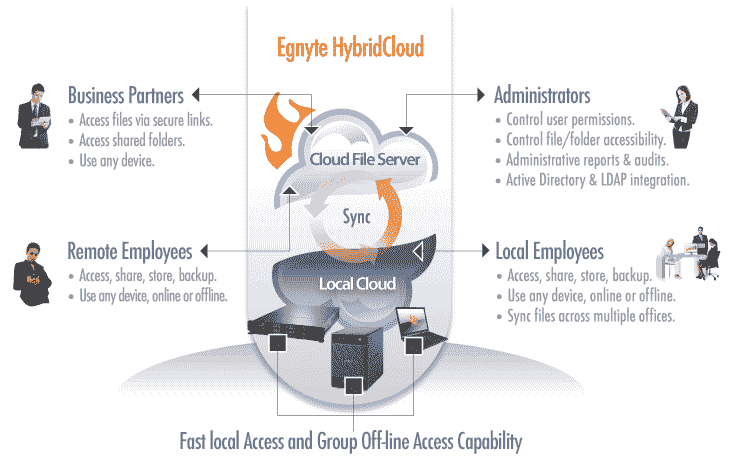 Egnyte HybridCloud
Business Partners
• Access files via secure links.
• Access shared folders.
• Use any device.
Administrators
• Control user permissions.
• Control file/folder accessibility.
• Administrative reports & audits.
• Active Directory & LDAP integration.
Cloud File Server
Sync
Remote Employees
• Access, share, store, backup.
• Use any device, online or offline.
Local Employees
• Access, share, store, backup.
• Use any device, online or offline.
• Sync files across multiple offices.
Local Cloud
Fast local Access and Group Off-line Access Capability